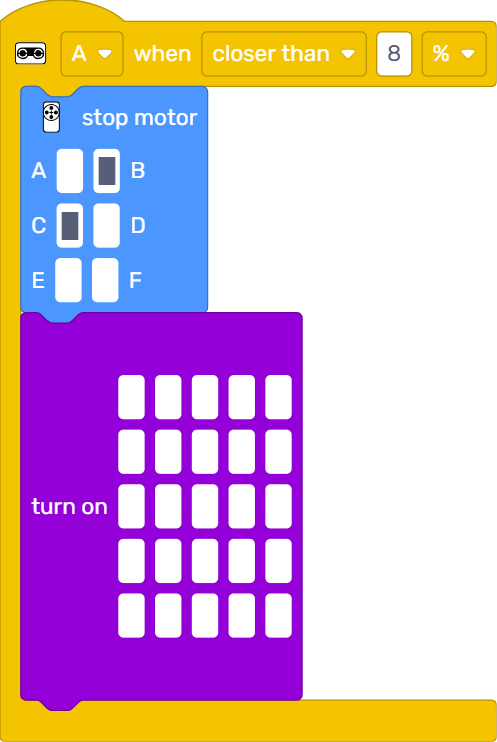 A when closer than 8 %
stop motor
A B
C D
E F
turn on